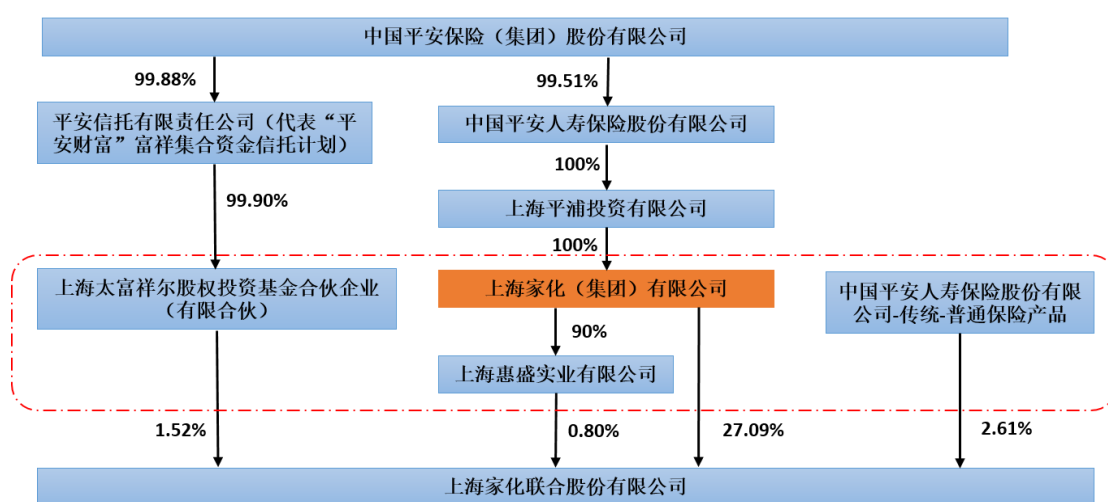 中国平安保险（集团）股份有限公司
99.88%
99.51%
平安信托有限责任公司（代表“平
安财富”富祥集合资金信托计划）
中国平安人寿保险股份有限公司
100%
99.90%
上海平浦投资有限公司
100%
上海太富祥尔股权投资基金合伙企业
（有限合伙）
上海家化（集团）有限公司
中国平安人寿保险股份有限
公司-传统-普通保险产品
90%
上海惠盛实业有限公司
1.52%
0.80%
27.09%
2.61%
上海家化联合股份有限公司